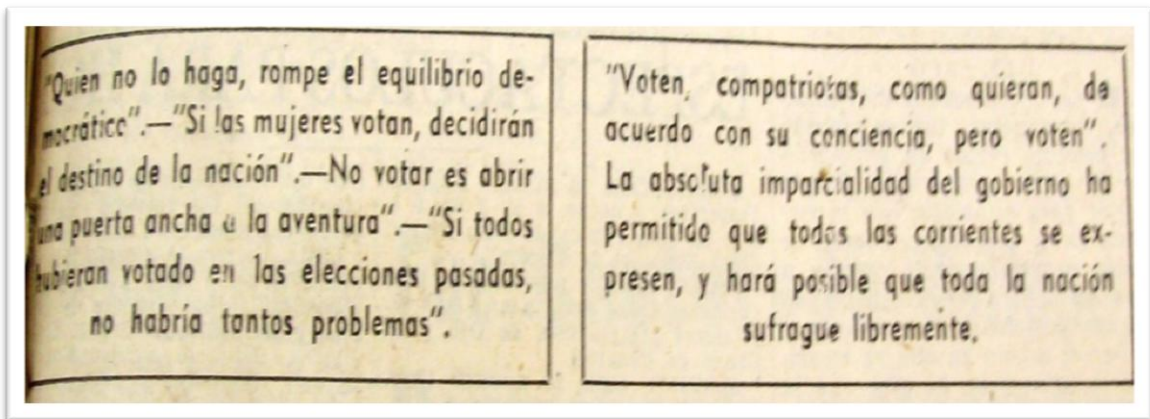 "Quien no lo haga, rompe el equilibrio de-
mocrático".—"Si las mujeres votan, decidirán
el destino de la nación".—No votar es abrir
una puerta ancha a la aventura".—"Si todos
hubieran votado en las elecciones pasadas,
no habría tantos problemas".
"Voten, compatriotas, como quieran, de
acuerdo con su conciencia, pero voten".
La absoluta imparcialidad del gobierno ha
permitido que todas las corrientes se ex-
presen, y hará posible que toda la nación
sufrague libremente.